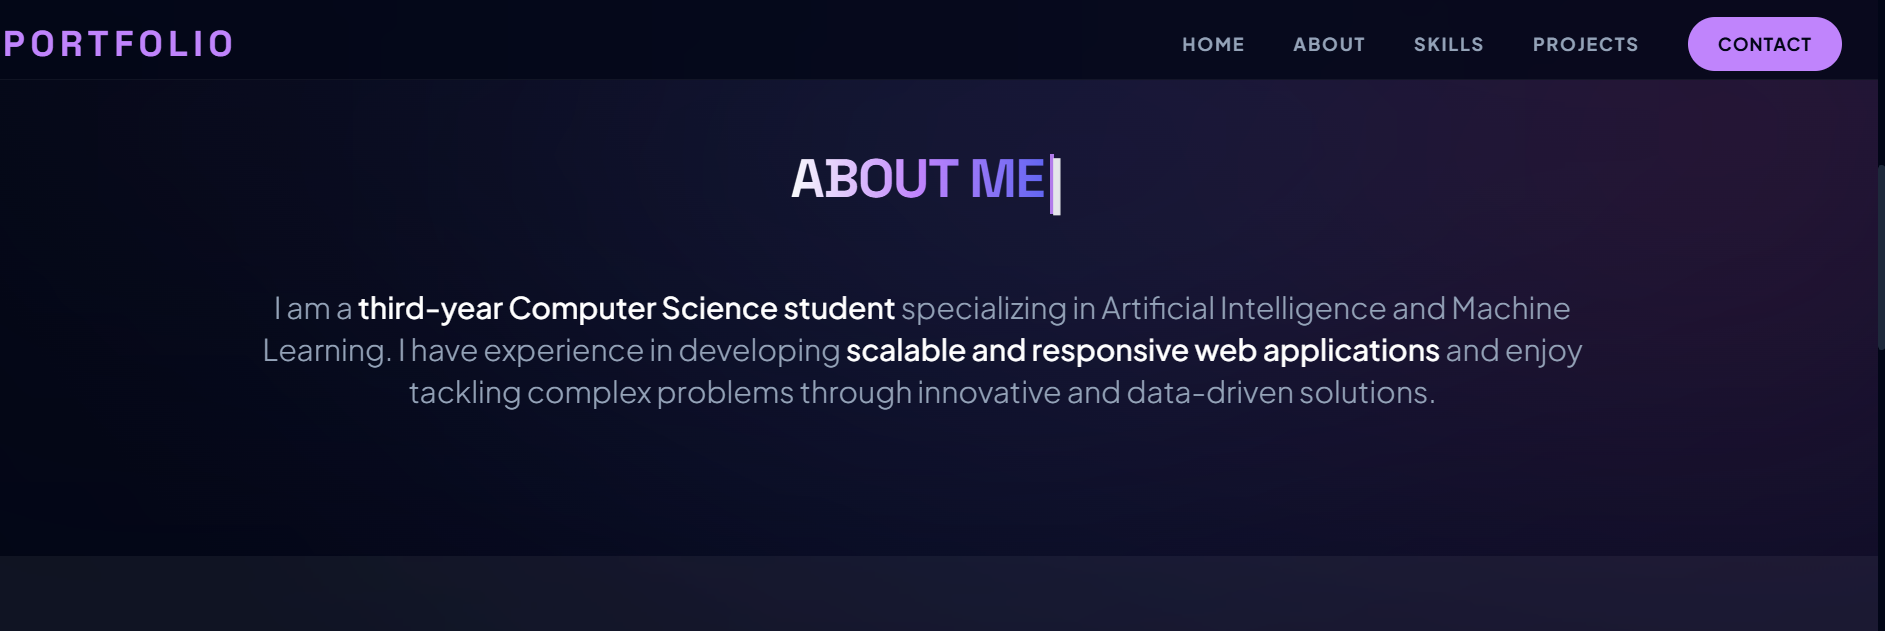 PORTFOLIO
HOME ABOUT SKILLS PROJECTS CONTACT
ABOUT ME
I am a third-year Computer Science student specializing in Artificial Intelligence and Machine
Learning. I have experience in developing scalable and responsive web applications and enjoy
tackling complex problems through innovative and data-driven solutions.